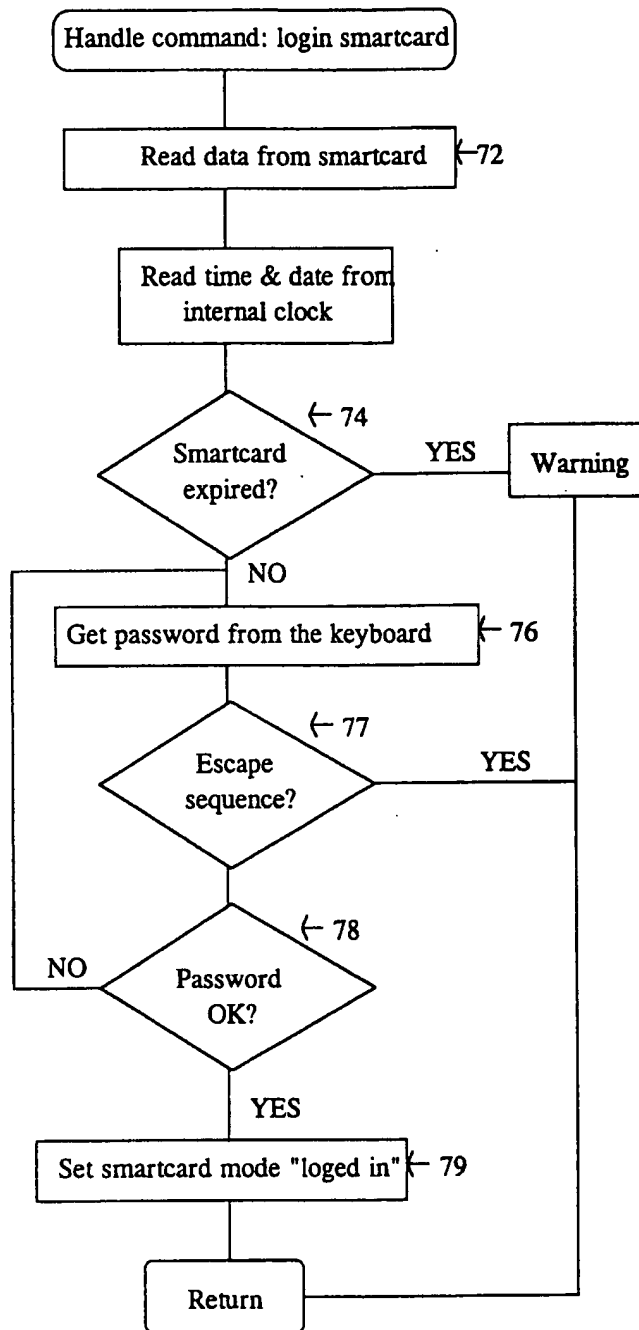 Handle command: login smartcard
Read data from smartcard
72
Read time & date from
internal clock
74
Smartcard
expired?
YES
Warning
NO
Get password from the keyboard
76
77
Escape
sequence?
YES
78
NO
Password
OK?
YES
Set smartcard mode "loged in"
79
Return